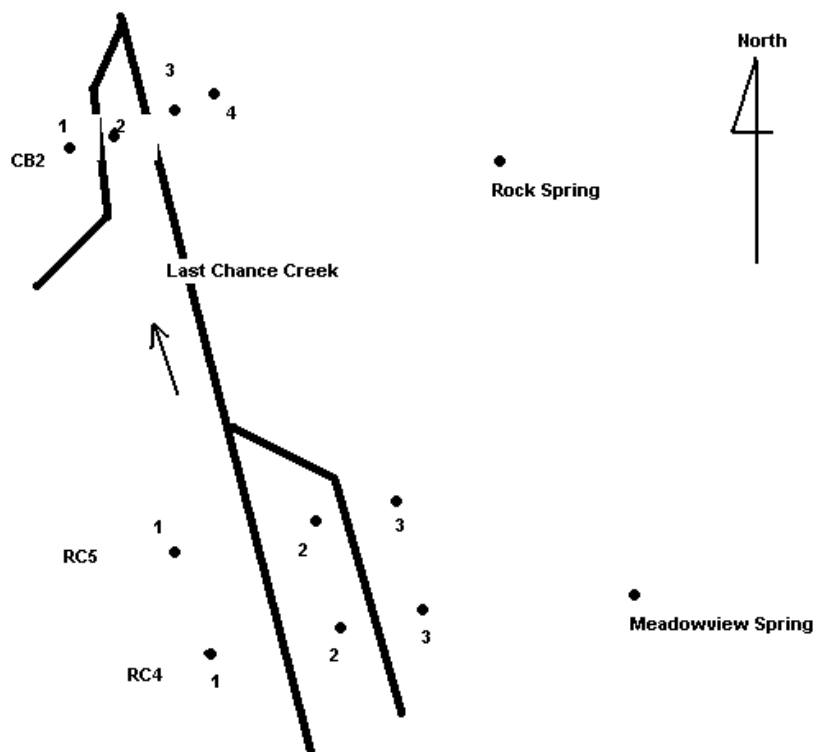 North
3
4
1
2
CB2
Rock Spring
Last Chance Creek
1
2
3
RC5
Meadowview Spring
2
3
RC4
1